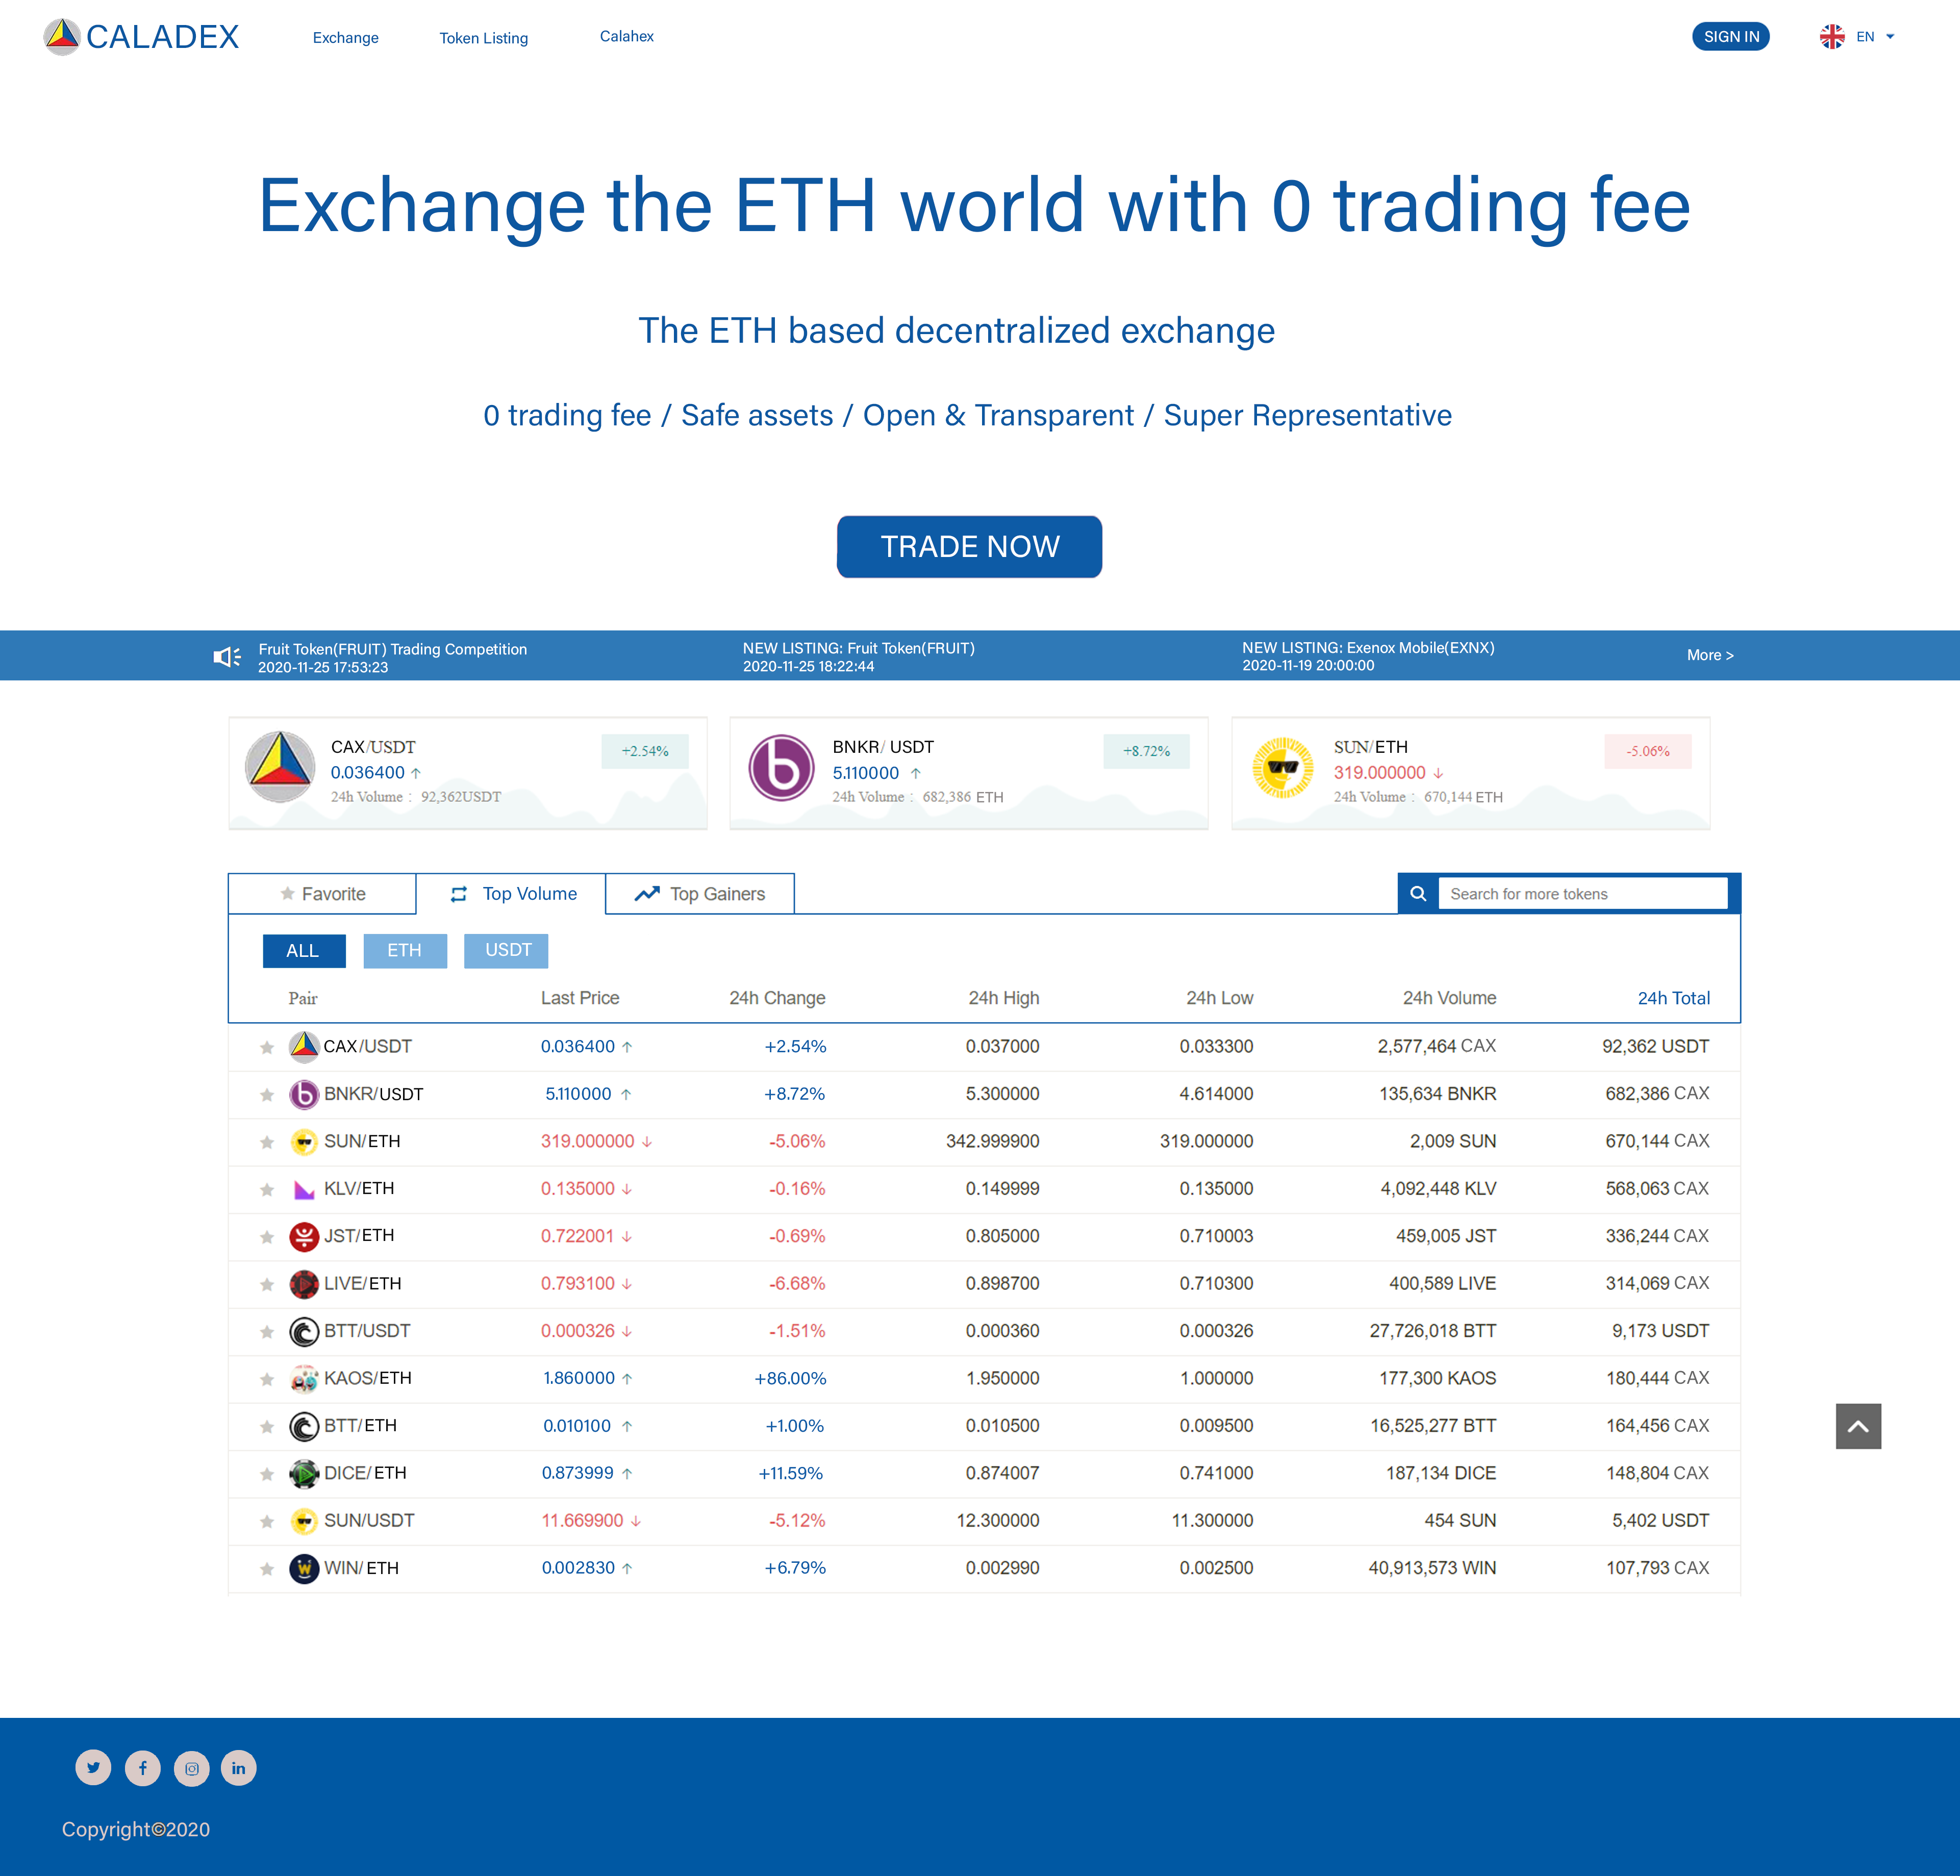 CALADEX
Exchange
Token Listing
Calahex
SIGN IN
EN
Exchange the ETH world with 0 trading fee
The ETH based decentralized exchange
0 trading fee / Safe assets / Open & Transparent / Super Representative
TRADE NOW
Fruit Token(FRUIT) Trading Competition
2020-11-25 17:53:23
NEW LISTING: Fruit Token(FRUIT)
2020-11-25 18:22:44
NEW LISTING: Exenox Mobile(EXNX)
2020-11-19 20:00:00
More >
CAX/USDT
+2.54%
0.036400 ↑
24h Volume : 92,362USDT
BNKR/ USDT
+8.72%
5.110000 ↑
24h Volume : 682,386 ETH
SUN/ETH
-5.06%
319.000000 ↓
24h Volume : 670,144 ETH
Favorite
Top Volume
Top Gainers
Search for more tokens
ALL
ETH
USDT
Pair Last Price 24h Change 24h High 24h Low 24h Volume 24h Total
CAX/USDT 0.036400 ↑ +2.54% 0.037000 0.033300 2,577,464 CAX 92,362 USDT
BNKR/USDT 5.110000 ↑ +8.72% 5.300000 4.614000 135,634 BNKR 682,386 CAX
SUN/ETH 319.000000 ↓ -5.06% 342.999900 319.000000 2,009 SUN 670,144 CAX
KLV/ETH 0.135000 ↓ -0.16% 0.149999 0.135000 4,092,448 KLV 568,063 CAX
JST/ETH 0.722001 ↓ -0.69% 0.805000 0.710003 459,005 JST 336,244 CAX
LIVE/ETH 0.793100 ↓ -6.68% 0.898700 0.710300 400,589 LIVE 314,069 CAX
BTT/USDT 0.000326 ↓ -1.51% 0.000360 0.000326 27,726,018 BTT 9,173 USDT
KAOS/ETH 1.860000 ↑ +86.00% 1.950000 1.000000 177,300 KAOS 180,444 CAX
BTT/ETH 0.010100 ↑ +1.00% 0.010500 0.009500 16,525,277 BTT 164,456 CAX
DICE/ETH 0.873999 ↑ +11.59% 0.874007 0.741000 187,134 DICE 148,804 CAX
SUN/USDT 11.669900 ↓ -5.12% 12.300000 11.300000 454 SUN 5,402 USDT
WIN/ETH 0.002830 ↑ +6.79% 0.002990 0.002500 40,913,573 WIN 107,793 CAX
Copyright©2020